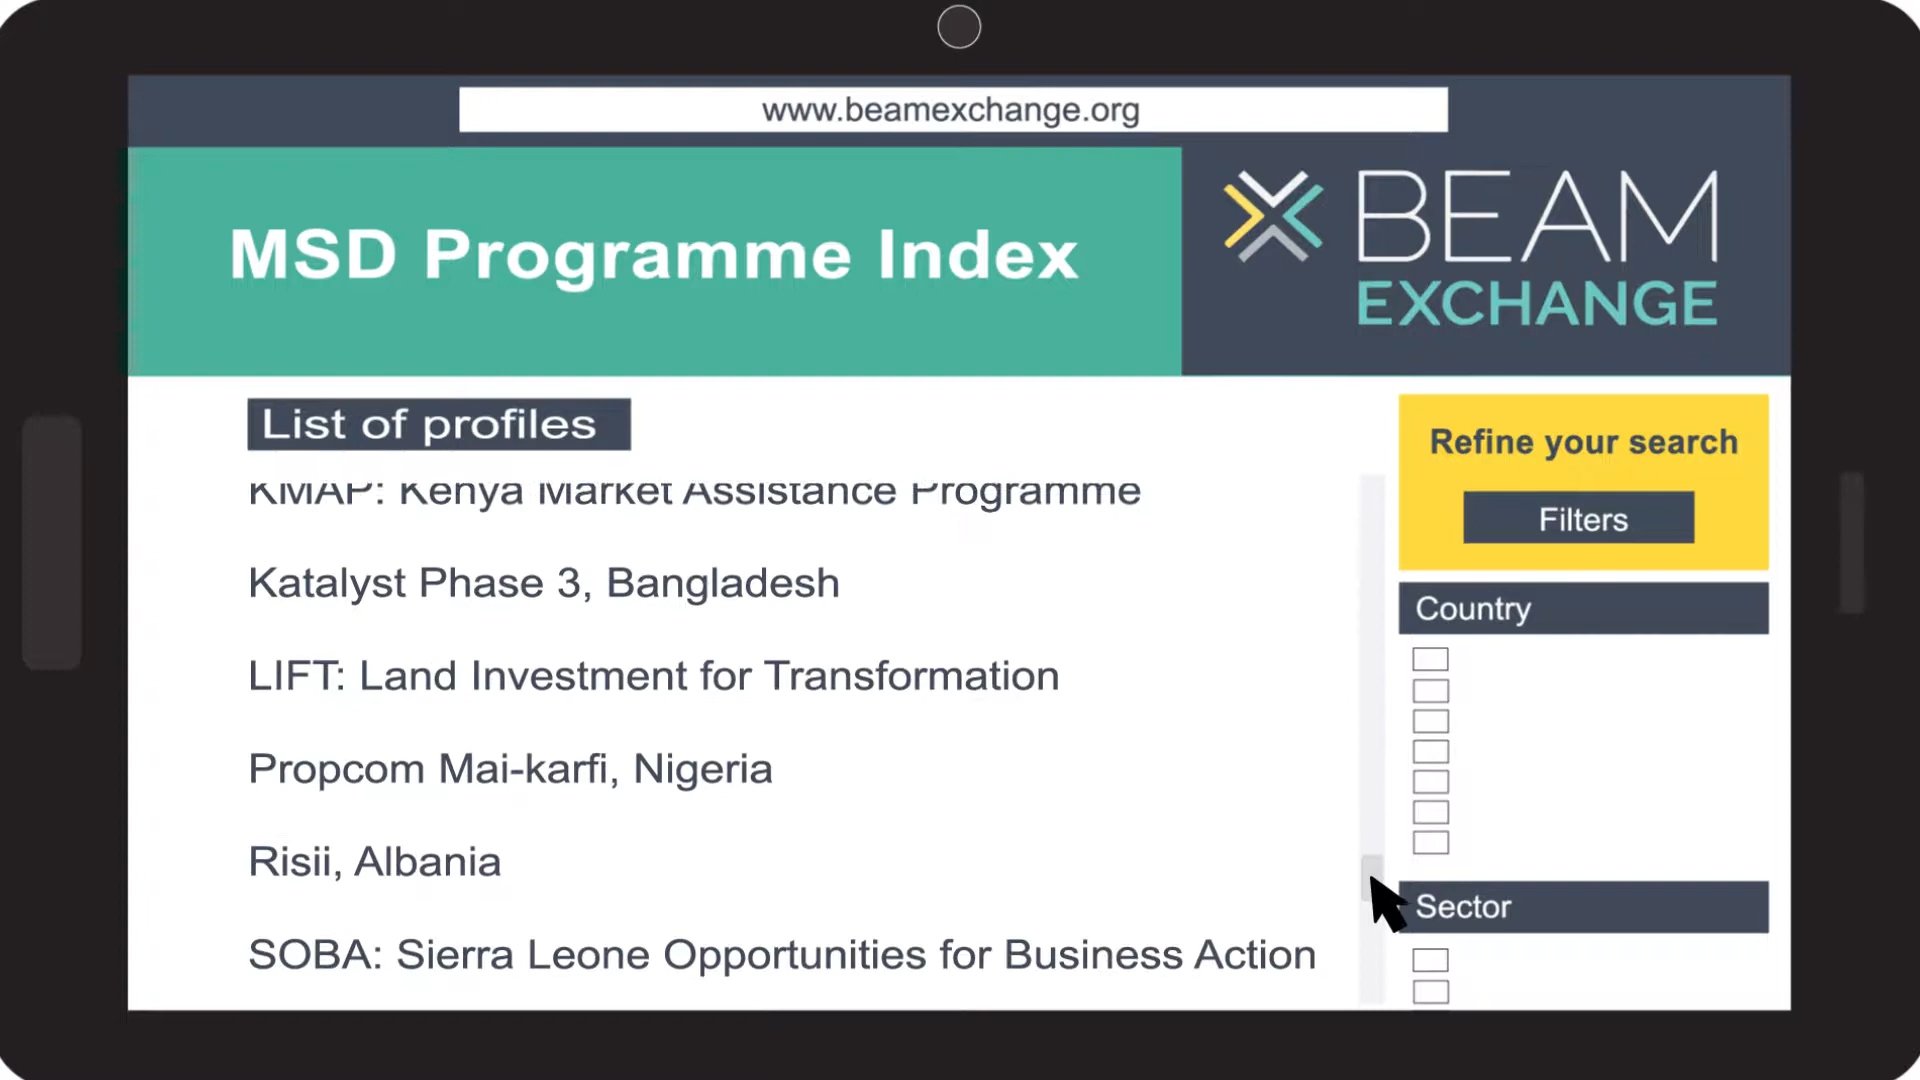 www.beamexchange.org
MSD Programme Index
BEAM
EXCHANGE
List of profiles
KMAP: Kenya Market Assistance Programme
Katalyst Phase 3, Bangladesh
LIFT: Land Investment for Transformation
Propcom Mai-karfi, Nigeria
Risii, Albania
SOBA: Sierra Leone Opportunities for Business Action
Refine your search
Filters
Country
Sector